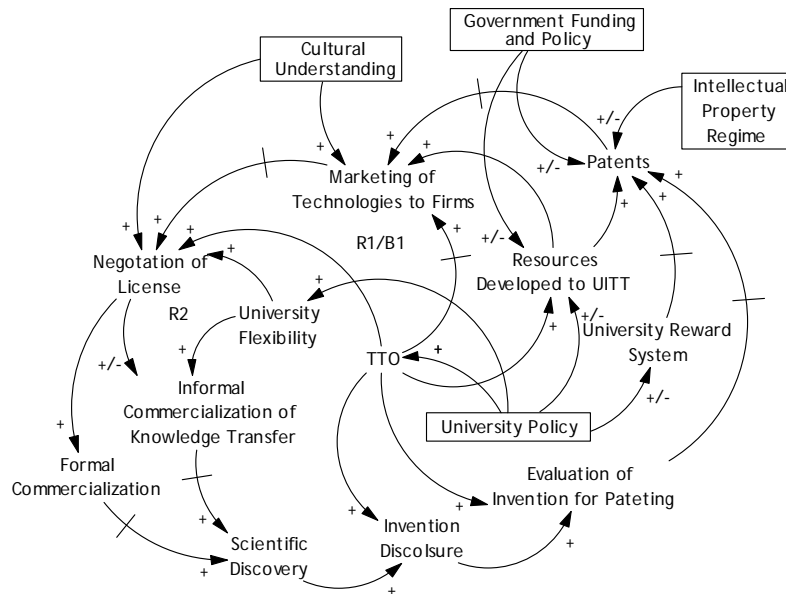 Government Funding
and Policy
Cultural
Understanding
Intellectual
Property
Regime
+/-
+
+
+
+/-
Patents
+
Marketing of
Technologies to Firms
+
+
+
+
+
+
+
+
+/-
R1/B1
Negotation of
License
Resources
Developed to UITT
+
R2
University
Flexibility
+/-
University Reward
System
+
+
+/-
+
TTO
+/-
Informal
Commercialization of
Knowledge Transfer
University Policy
+
Formal
Commercialization
Evaluation of
Invention for Pateting
+
+
+
Invention
Discolsure
+
Scientific
Discovery
+
+